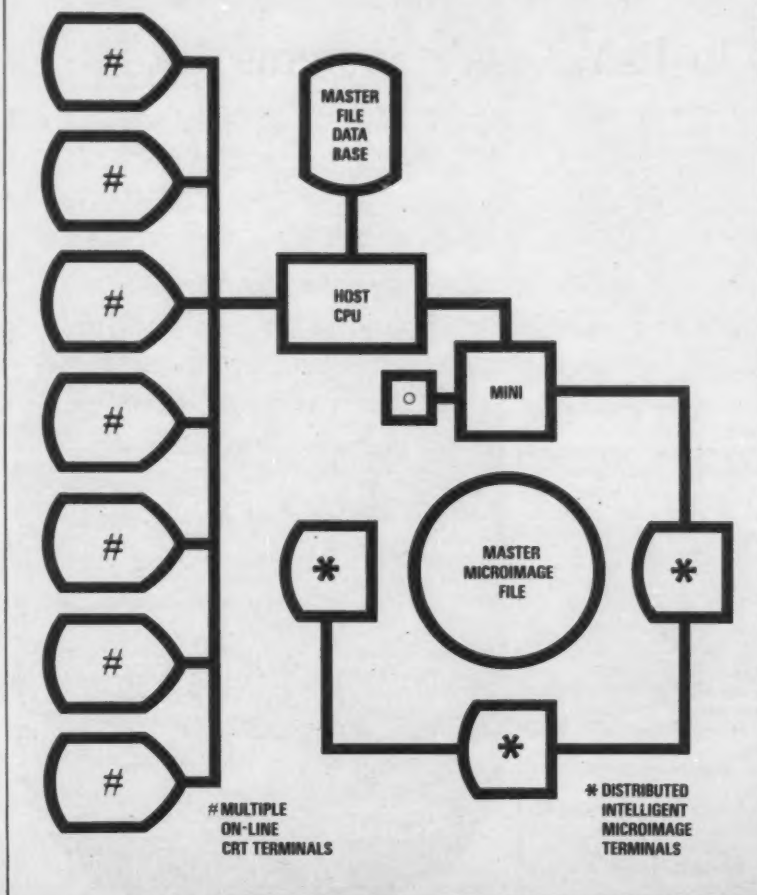 #
MASTER
FILE
DATA
BASE
#
#
HOST
CPU
MINI
#
#
*
MASTER
MICROIMAGE
FILE
*
#
*
#
# MULTIPLE
ON-LINE
CRT TERMINALS
* DISTRIBUTED
INTELLIGENT
MICROIMAGE
TERMINALS